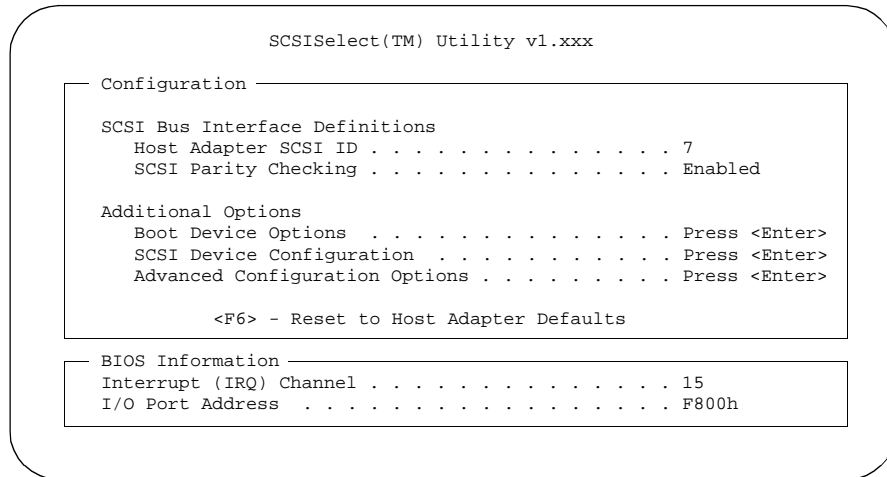 SCSISelect(TM) Utility v1.xxx
Configuration
SCSI Bus Interface Definitions
Host Adapter SCSI ID . . . . . . . . . . . . . . 7
SCSI Parity Checking . . . . . . . . . . . . . . Enabled
Additional Options
Boot Device Options . . . . . . . . . . . . . . Press <Enter>
SCSI Device Configuration . . . . . . . . . . . Press <Enter>
Advanced Configuration Options . . . . . . . . . Press <Enter>
<F6> - Reset to Host Adapter Defaults
BIOS Information
Interrupt (IRQ) Channel . . . . . . . . . . . . . . 15
I/O Port Address . . . . . . . . . . . . . . . . . F800h